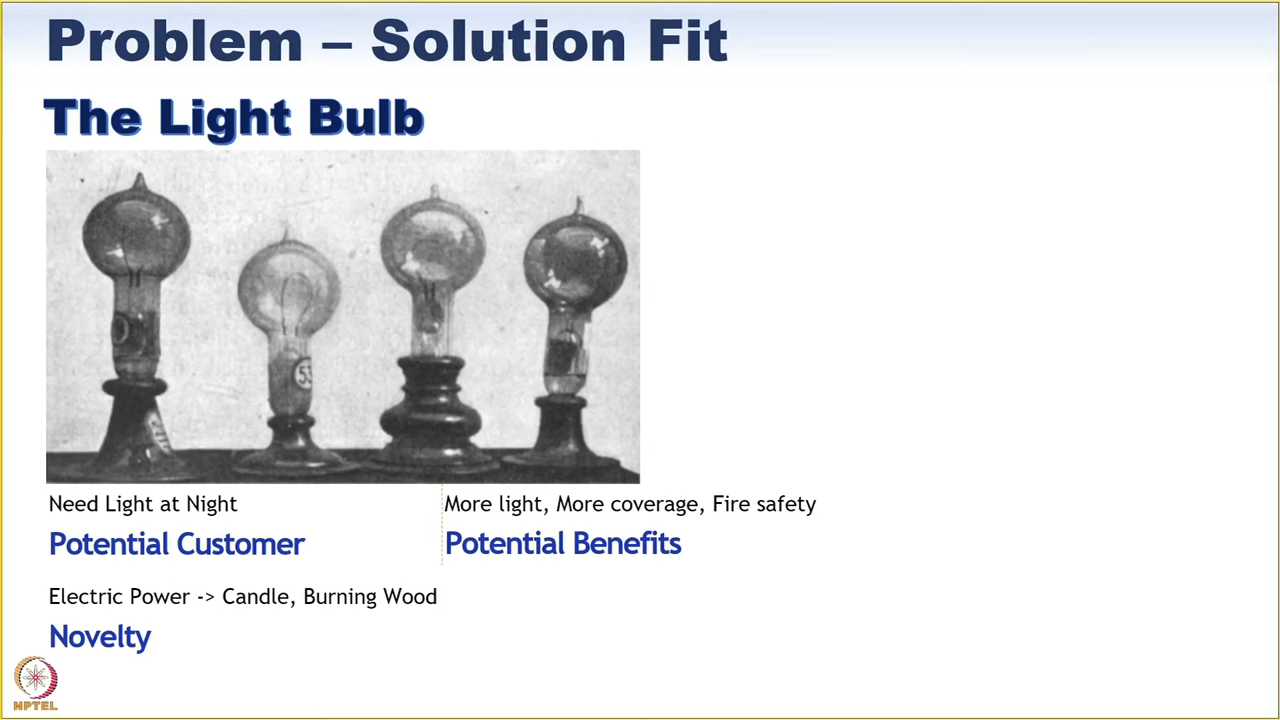 Problem – Solution Fit
The Light Bulb
53
Need Light at Night
Potential Customer
More light, More coverage, Fire safety
Potential Benefits
Electric Power -> Candle, Burning Wood
Novelty
NPTEL